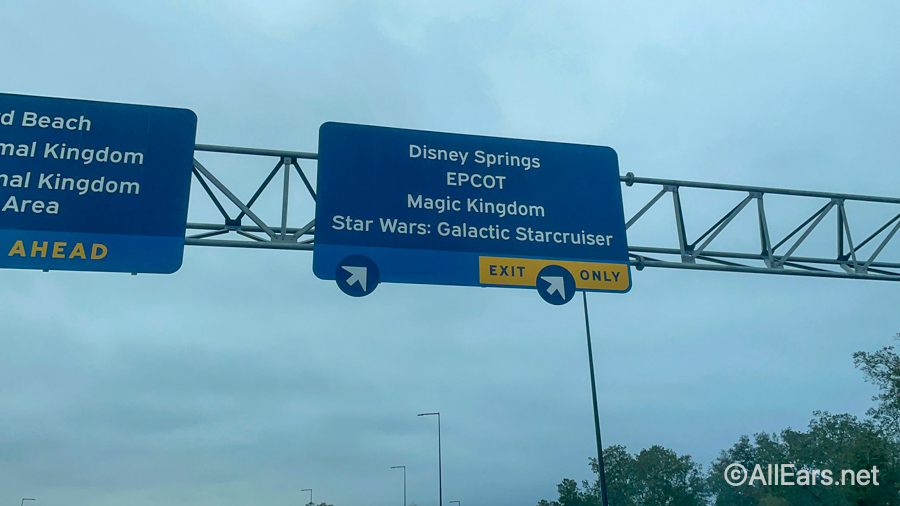 rd Beach
mal Kingdom
mal Kingdom
Area
AHEAD
Disney Springs
EPCOT
Magic Kingdom
Star Wars: Galactic Starcruiser
EXIT ONLY
©AllEars.net